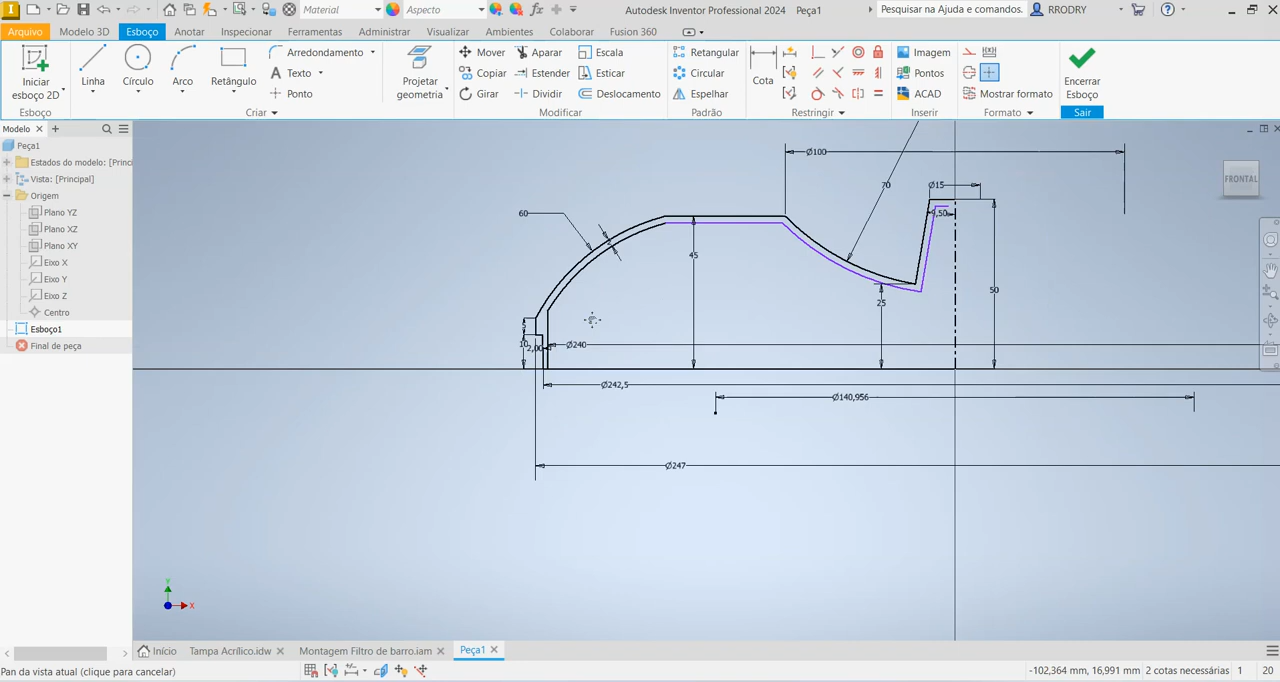 Material
Aspecto
fx
Autodesk Inventor Professional 2024 Peça1
Pesquisar na Ajuda e comandos.
RRODRY
Arquivo Modelo 3D Esboço Anotar Inspecionar Ferramentas Administrar Visualizar Ambientes Colaborar Fusion 360
Iniciar esboço 2D
Linha
Círculo
Arco
Retângulo
Arredondamento
Texto
Ponto
Projetar geometria
Mover
Copiar
Girar
Aparar
Estender
Dividir
Escala
Esticar
Deslocamento
Retangular
Circular
Espelhar
Cota
Imagem
Pontos
ACAD
Mostrar formato
Encerrar Esboço
Esboço Criar Modificar Padrão Restringir Inserir Formato Sair
Modelo
Peça1
Estados do modelo: [Princi
Vista: [Principal]
Origem
Plano YZ
Plano XZ
Plano XY
Eixo X
Eixo Y
Eixo Z
Centro
Esboço1
Final de peça
FRONTAL
Ø100
70
Ø15
9,50
60
45
50
25
5
10
2,00
Ø240
Ø242,5
Ø140,956
Ø247
Y
X
Início Tampa Acrílico.idw Montagem Filtro de barro.iam Peça1
Pan da vista atual (clique para cancelar)
-102,364 mm, 16,991 mm 2 cotas necessárias 1 20